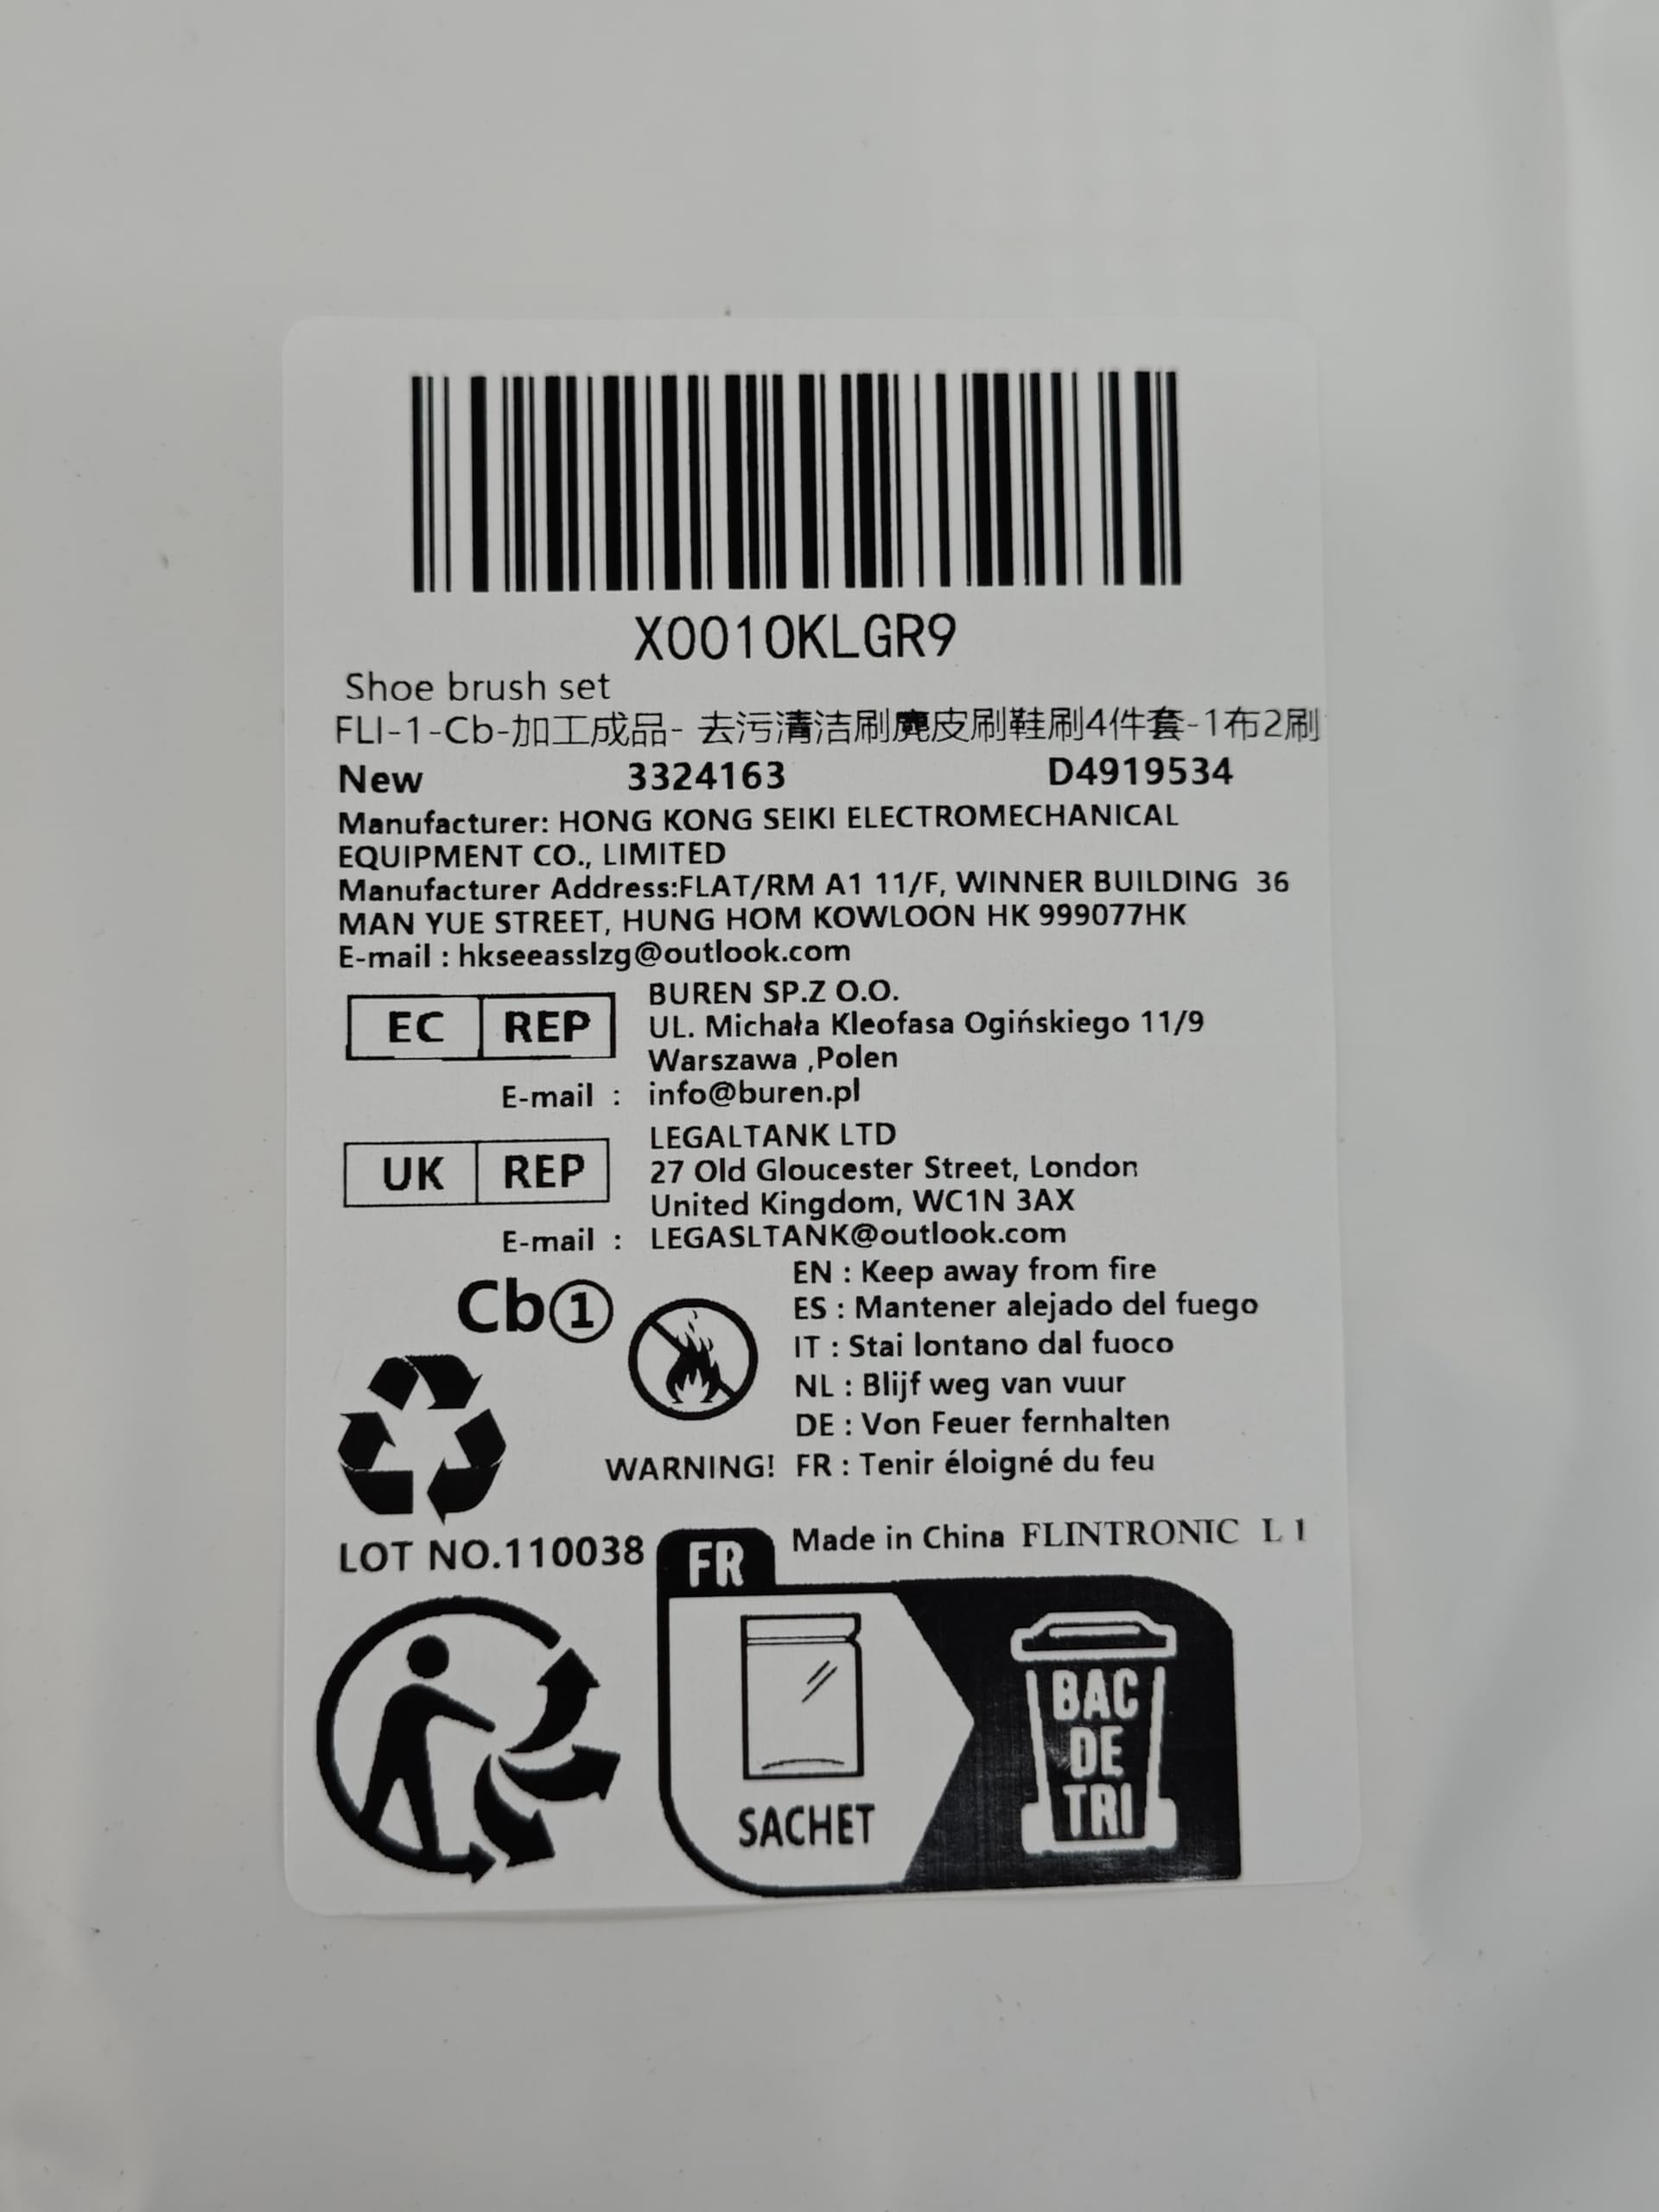 X0010KLGR9
Shoe brush set
FLI-1-Cb-加工成品- 去污清洁刷麂皮刷鞋刷4件套-1布2刷
New 3324163 D4919534
Manufacturer: HONG KONG SEIKI ELECTROMECHANICAL
EQUIPMENT CO., LIMITED
Manufacturer Address:FLAT/RM A1 11/F, WINNER BUILDING 36
MAN YUE STREET, HUNG HOM KOWLOON HK 999077HK
E-mail : hkseeasslzg@outlook.com
EC REP
BUREN SP.Z O.O.
UL. Michała Kleofasa Ogińskiego 11/9
Warszawa ,Polen
E-mail : info@buren.pl
UK REP
LEGALTANK LTD
27 Old Gloucester Street, London
United Kingdom, WC1N 3AX
E-mail : LEGASLTANK@outlook.com
Cb①
EN : Keep away from fire
ES : Mantener alejado del fuego
IT : Stai lontano dal fuoco
NL : Blijf weg van vuur
DE : Von Feuer fernhalten
WARNING! FR : Tenir éloigné du feu
LOT NO.110038
FR
Made in China FLINTRONIC L 1
SACHET
BAC
DE
TRI